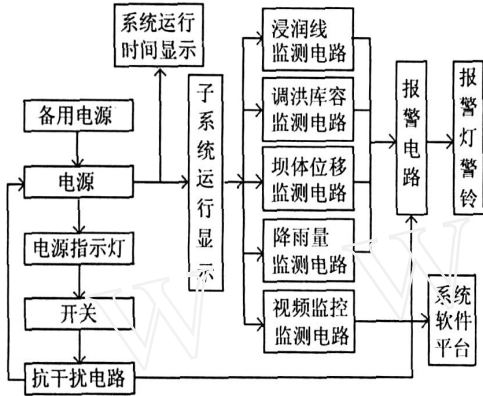 系统运行
时间显示
备用电源
电源
电源指示灯
开关
抗干扰电路
子系统运行显示
浸润线
监测电路
调洪库容
监测电路
坝体位移
监测电路
降雨量
监测电路
视频监控
监测电路
报警电路
报警灯警铃
系统
软件
平台
W W